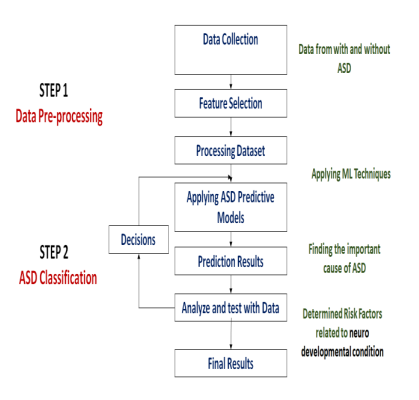 Data Collection
Data from with and without
ASD
STEP 1
Data Pre-processing
Feature Selection
Processing Dataset
Applying ML Techniques
Applying ASD Predictive
Models
Decisions
STEP 2
ASD Classification
Prediction Results
Finding the important
cause of ASD
Analyze and test with Data
Determined Risk Factors
related to neuro
developmental condition
Final Results